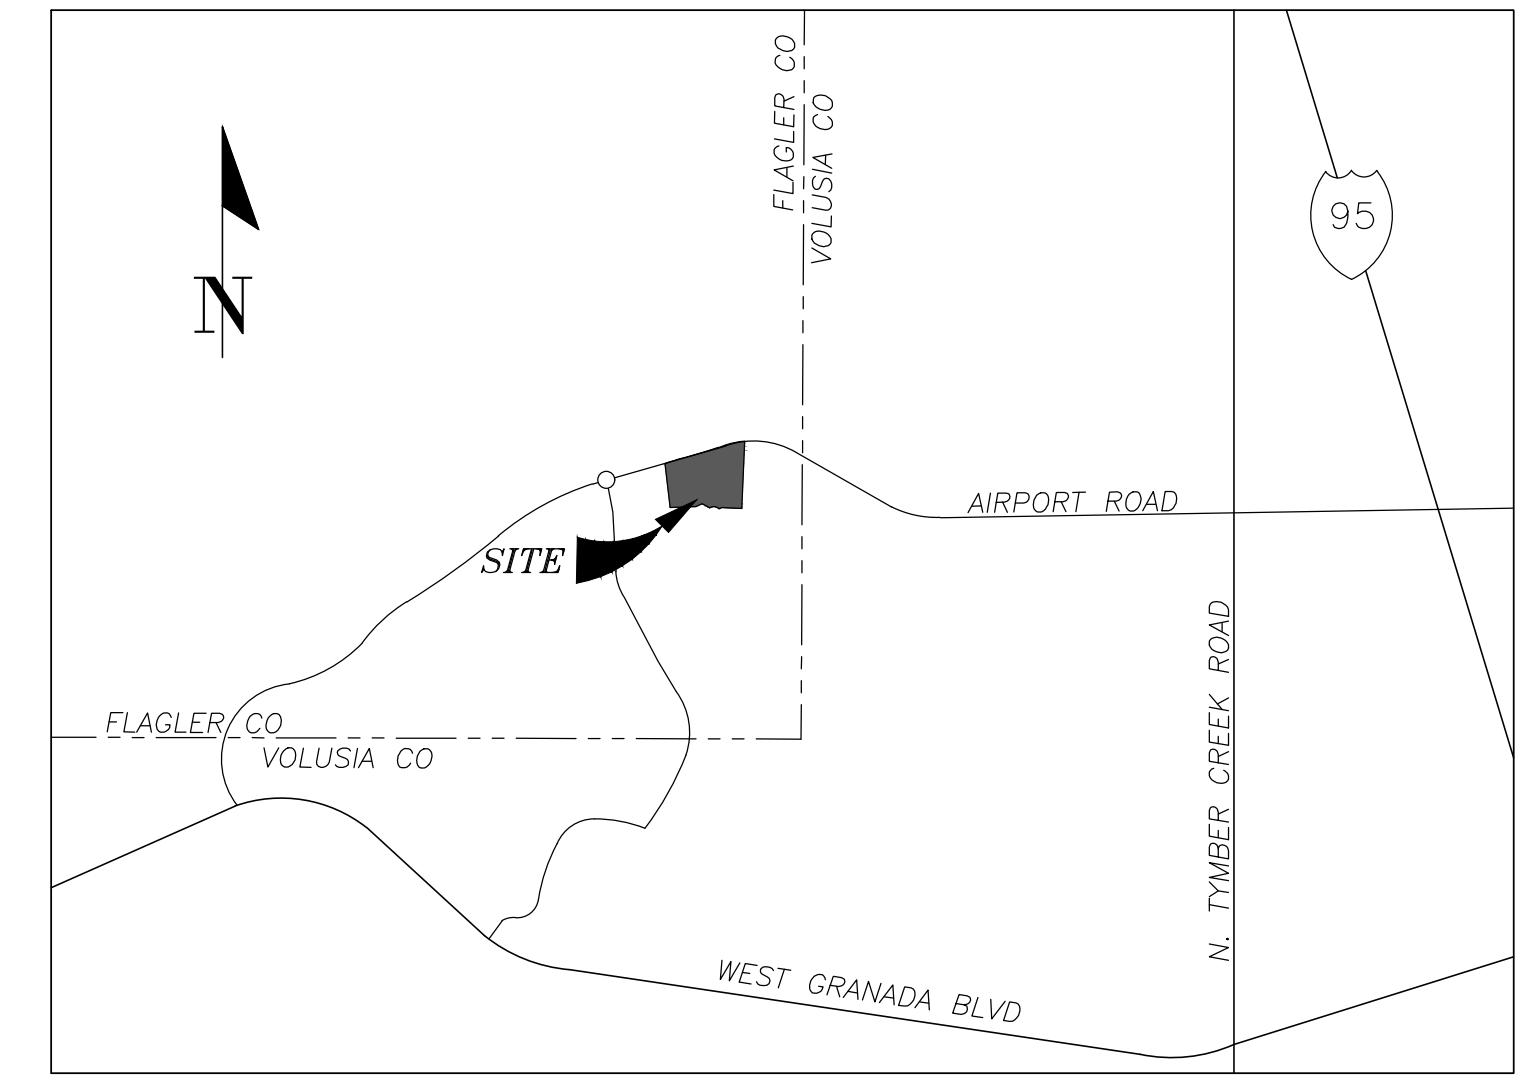 FLAGLER CO
VOLUSIA CO
95
N
AIRPORT ROAD
SITE
N. TYMBER CREEK ROAD
FLAGLER CO
VOLUSIA CO
WEST GRANADA BLVD